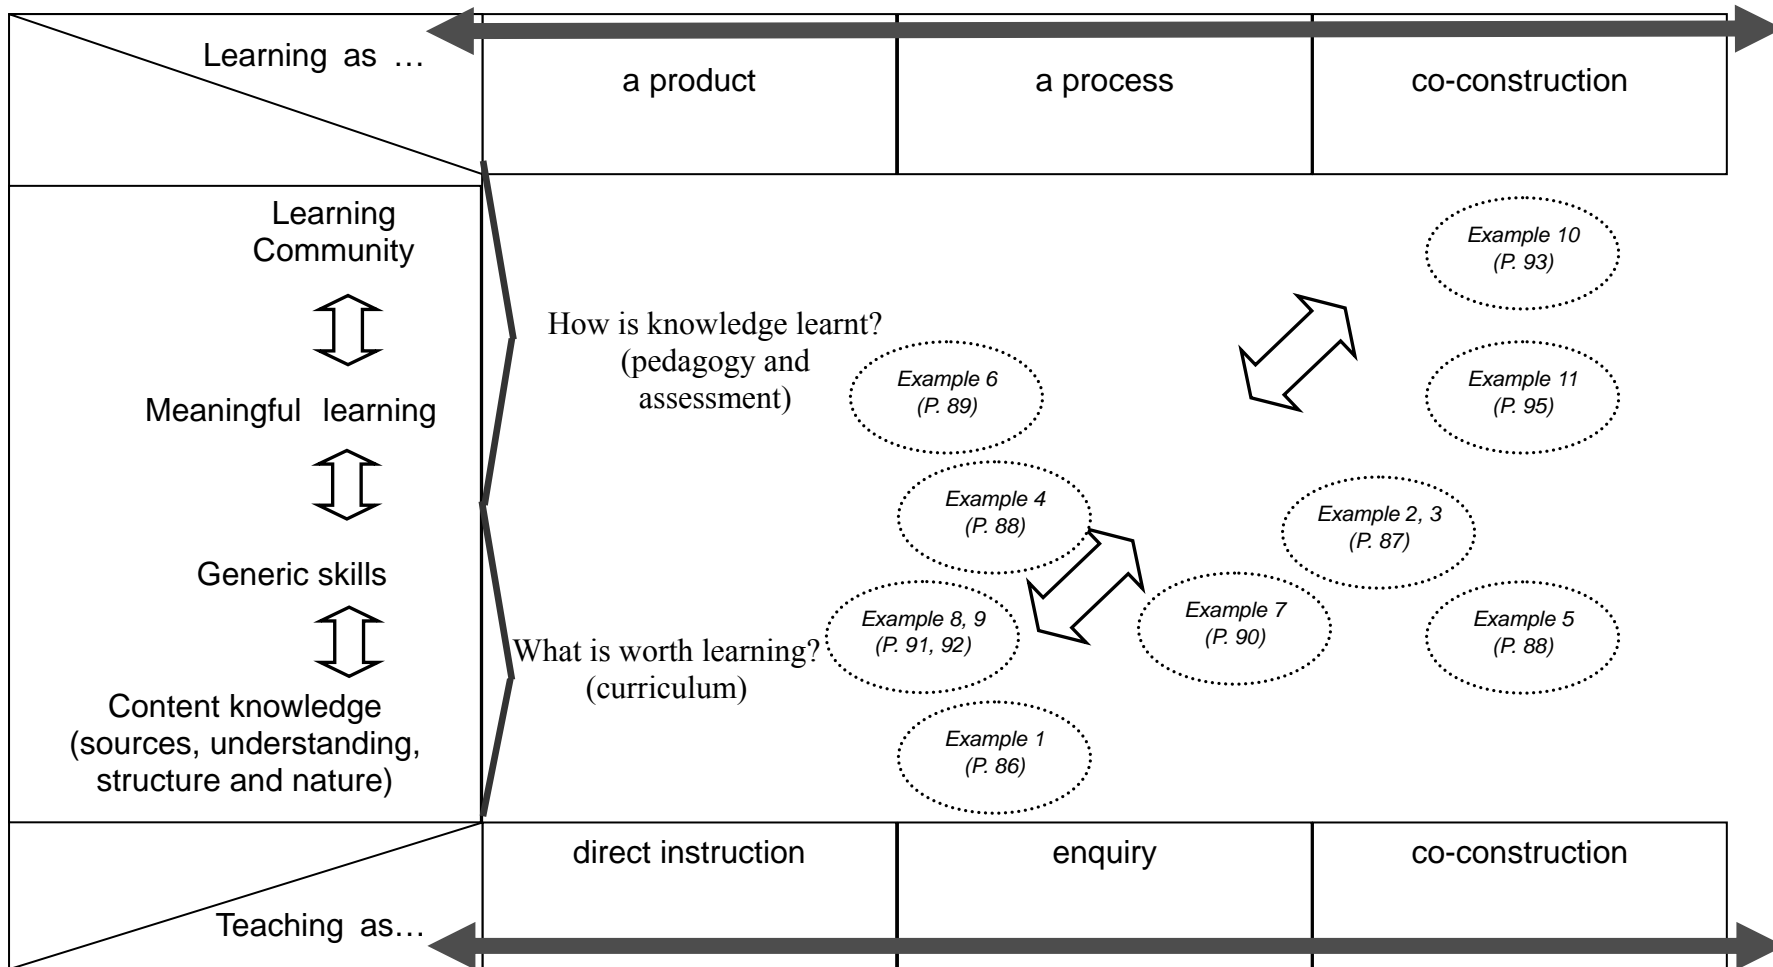 Learning as …
a product
a process
co-construction
Learning
Community
Meaningful learning
Generic skills
Content knowledge
(sources, understanding,
structure and nature)
How is knowledge learnt?
(pedagogy and
assessment)
What is worth learning?
(curriculum)
Example 10
(P. 93)
Example 6
(P. 89)
Example 11
(P. 95)
Example 4
(P. 88)
Example 2, 3
(P. 87)
Example 8, 9
(P. 91, 92)
Example 7
(P. 90)
Example 5
(P. 88)
Example 1
(P. 86)
direct instruction
enquiry
co-construction
Teaching as…